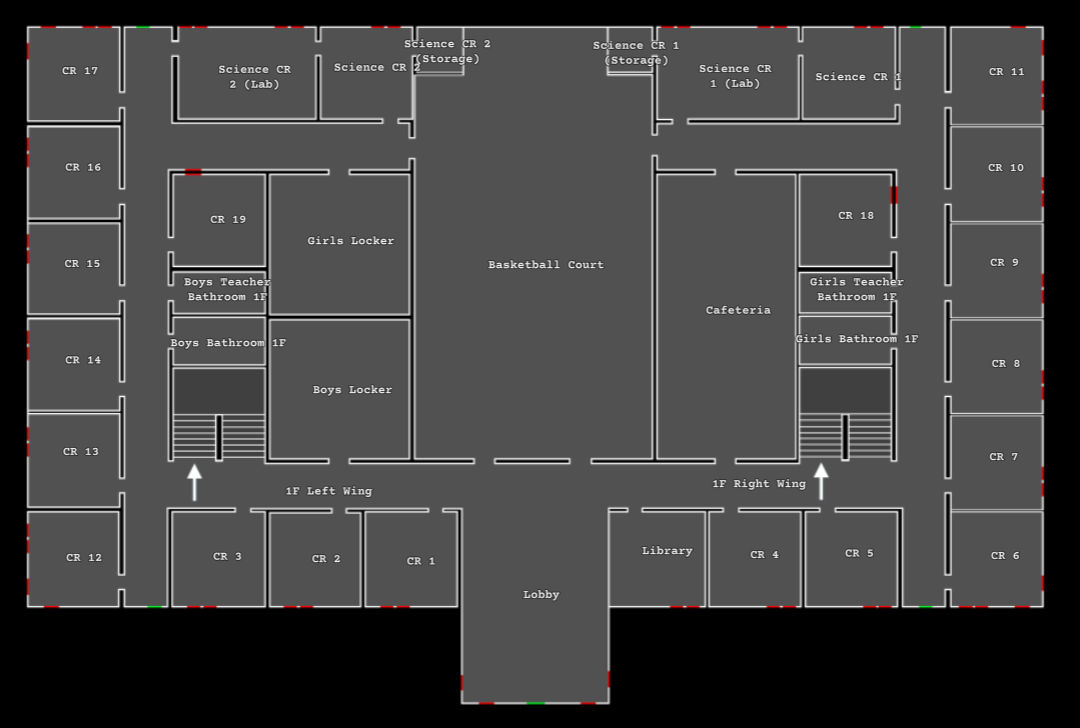 Science CR 2
(Storage)
Science CR 1
(Storage)
CR 17
Science CR
2 (Lab)
Science CR 2
Science CR
1 (Lab)
Science CR 1
CR 11
CR 16
CR 10
CR 19
CR 18
Girls Locker
Basketball Court
CR 15
CR 9
Boys Teacher
Bathroom 1F
Girls Teacher
Bathroom 1F
Cafeteria
Boys Bathroom 1F
Girls Bathroom 1F
CR 14
CR 8
Boys Locker
CR 13
CR 7
1F Left Wing
1F Right Wing
CR 12
CR 3
CR 2
CR 1
Library
CR 4
CR 5
CR 6
Lobby